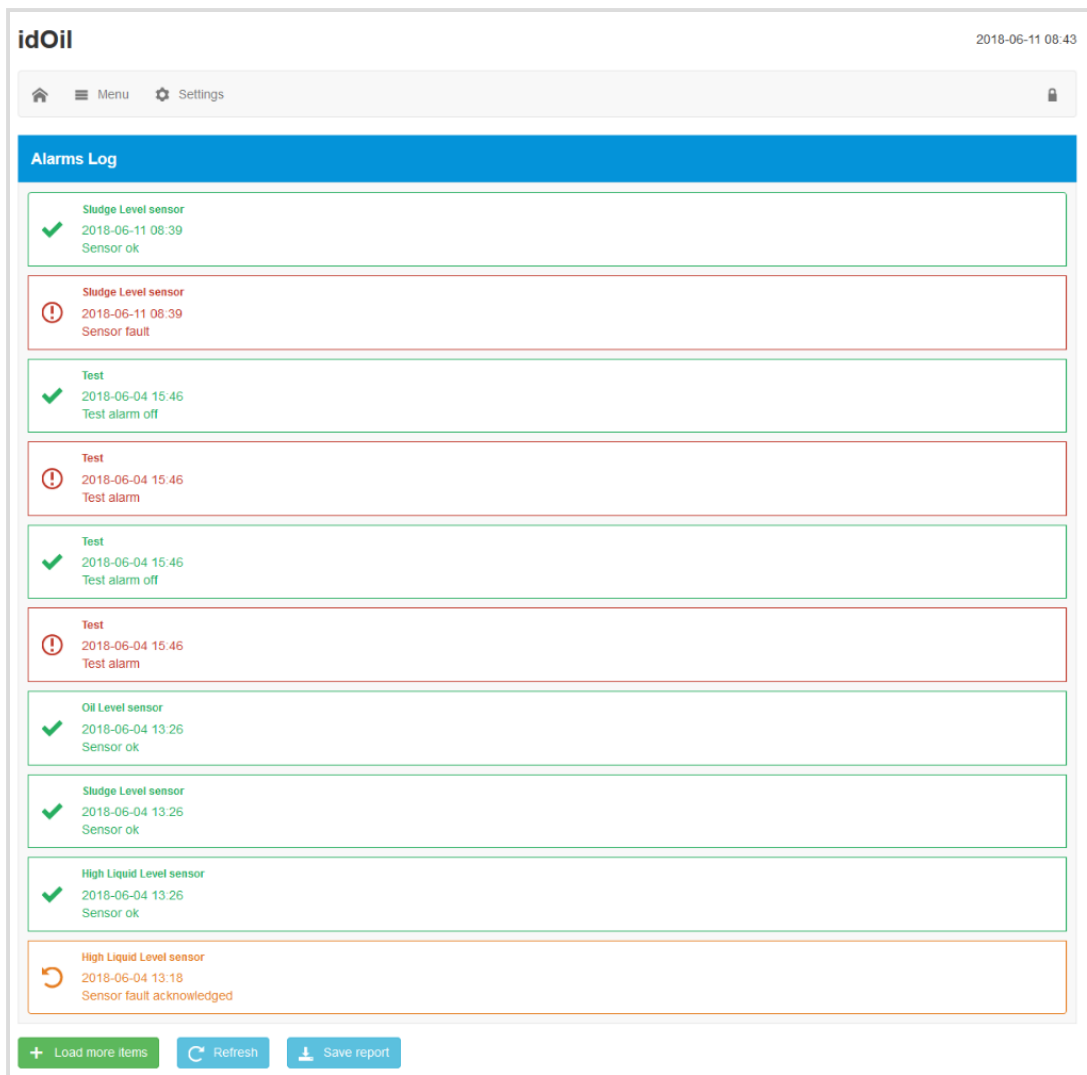 idOil
2018-06-11 08:43
Menu Settings
Alarms Log
Sludge Level sensor
2018-06-11 08:39
Sensor ok
Sludge Level sensor
2018-06-11 08:39
Sensor fault
Test
2018-06-04 15:46
Test alarm off
Test
2018-06-04 15:46
Test alarm
Test
2018-06-04 15:46
Test alarm off
Test
2018-06-04 15:46
Test alarm
Oil Level sensor
2018-06-04 13:26
Sensor ok
Sludge Level sensor
2018-06-04 13:26
Sensor ok
High Liquid Level sensor
2018-06-04 13:26
Sensor ok
High Liquid Level sensor
2018-06-04 13:18
Sensor fault acknowledged
Load more items Refresh Save report